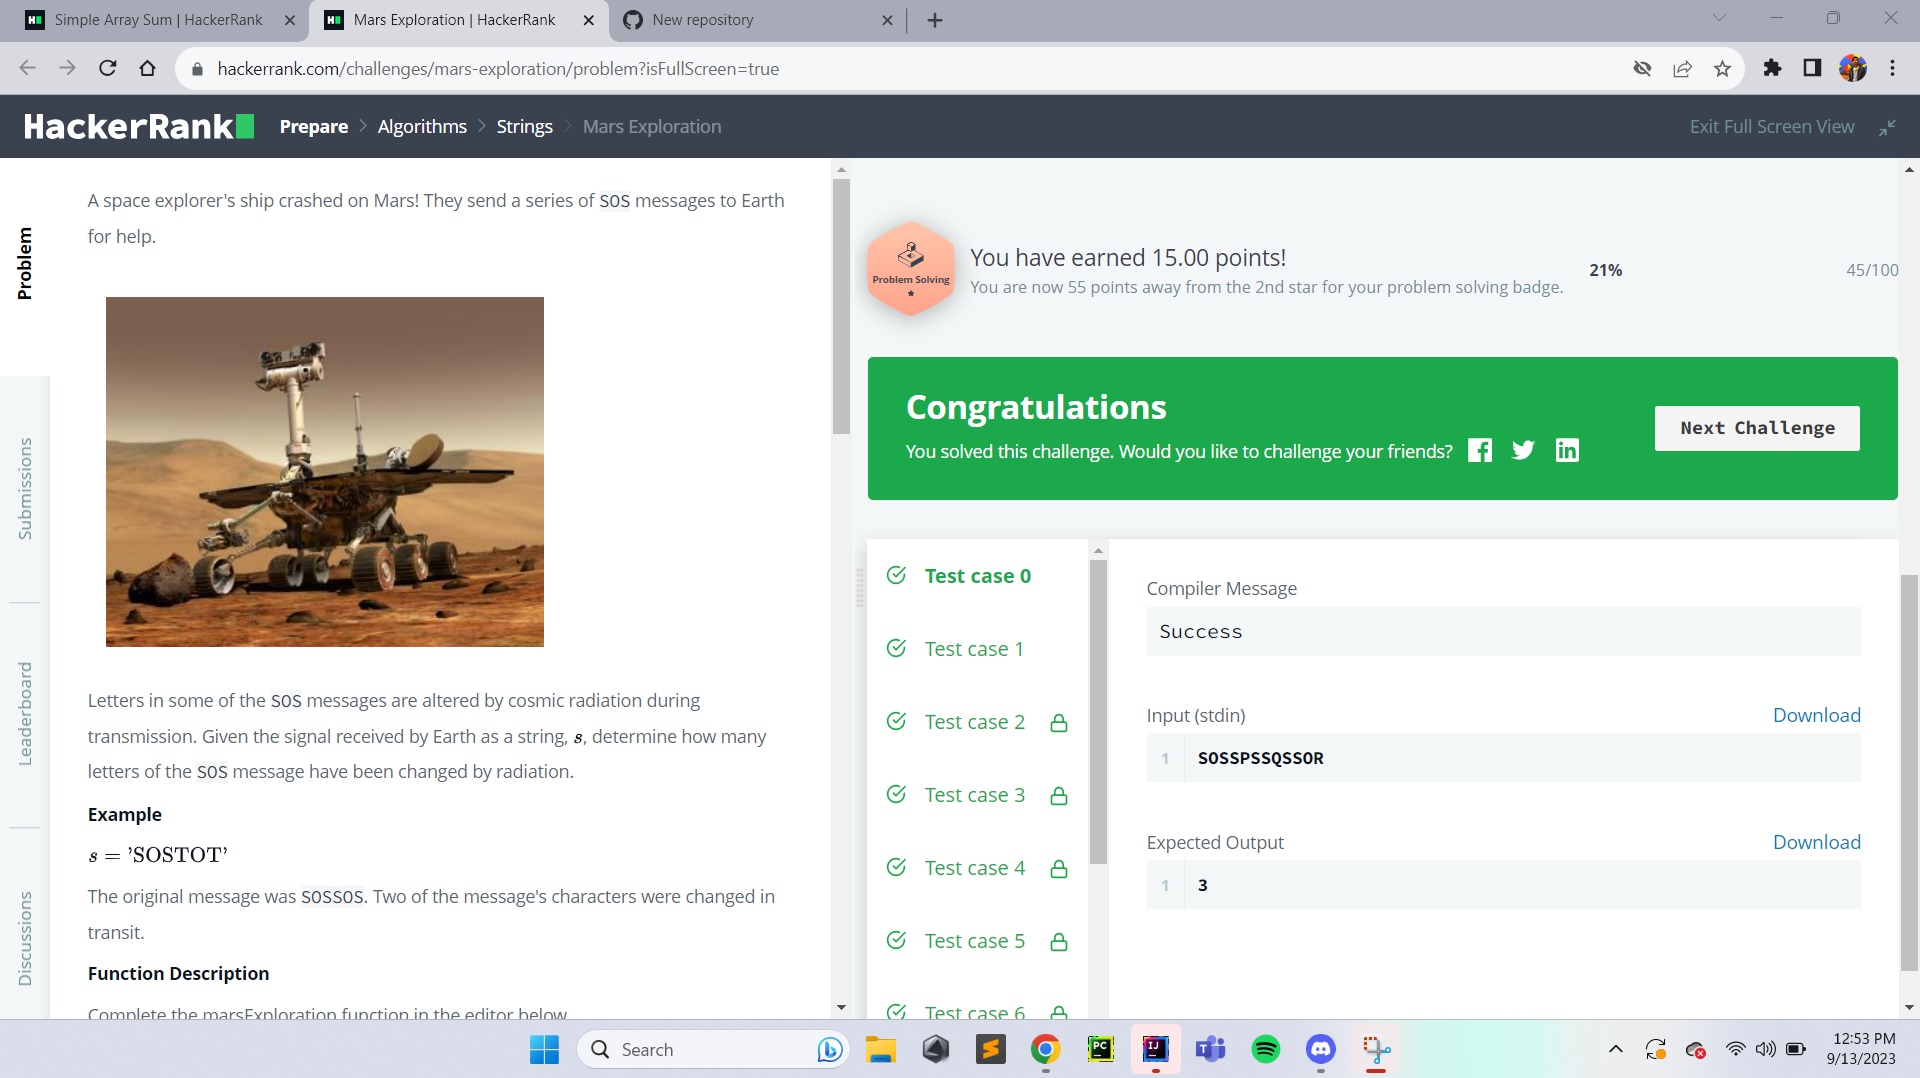 Simple Array Sum | HackerRank
Mars Exploration | HackerRank
New repository
hackerrank.com/challenges/mars-exploration/problem?isFullScreen=true
HackerRank
Prepare > Algorithms > Strings > Mars Exploration
Exit Full Screen View
Problem
Submissions
Leaderboard
Discussions
A space explorer's ship crashed on Mars! They send a series of SOS messages to Earth
for help.
Letters in some of the SOS messages are altered by cosmic radiation during
transmission. Given the signal received by Earth as a string, s, determine how many
letters of the SOS message have been changed by radiation.
Example
s = 'SOSTOT'
The original message was SOSSOS. Two of the message's characters were changed in
transit.
Function Description
Complete the marsExploration function in the editor below
Problem Solving
You have earned 15.00 points!
You are now 55 points away from the 2nd star for your problem solving badge.
21%
45/100
Congratulations
You solved this challenge. Would you like to challenge your friends?
Next Challenge
Test case 0
Test case 1
Test case 2
Test case 3
Test case 4
Test case 5
Test case 6
Compiler Message
Success
Input (stdin)
Download
1 SOSSPSSQSSOR
Expected Output
Download
1 3
Search
12:53 PM
9/13/2023